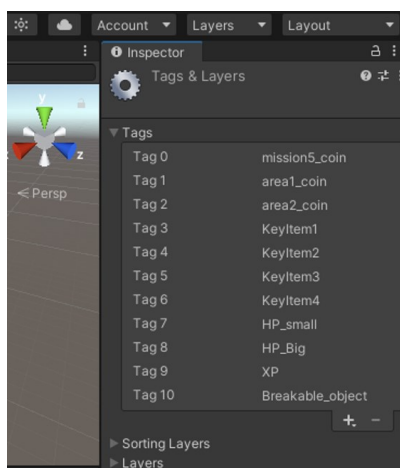 Account Layers Layout
Inspector
Tags & Layers
y
z
Persp
Tags
Tag 0 mission5_coin
Tag 1 area1_coin
Tag 2 area2_coin
Tag 3 KeyItem1
Tag 4 KeyItem2
Tag 5 KeyItem3
Tag 6 KeyItem4
Tag 7 HP_small
Tag 8 HP_Big
Tag 9 XP
Tag 10 Breakable_object
Sorting Layers
Layers